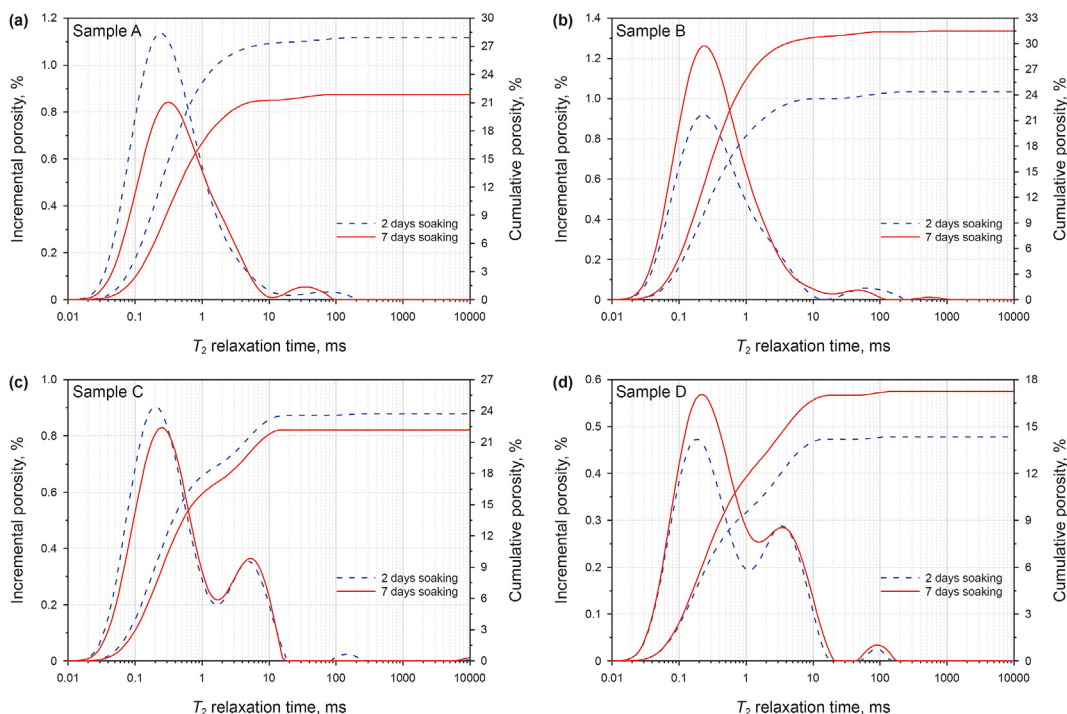 (a)
Sample A
Incremental porosity, %
1.2
1.0
0.8
0.6
0.4
0.2
0
30
27
24
21
18
15
12
9
6
3
0
Cumulative porosity, %
2 days soaking
7 days soaking
0.01 0.1 1 10 100 1000 10000
T2 relaxation time, ms
(b)
Sample B
Incremental porosity, %
1.4
1.2
1.0
0.8
0.6
0.4
0.2
0
33
30
27
24
21
18
15
12
9
6
3
0
Cumulative porosity, %
2 days soaking
7 days soaking
0.01 0.1 1 10 100 1000 10000
T2 relaxation time, ms
(c)
Sample C
Incremental porosity, %
1.0
0.8
0.6
0.4
0.2
0
27
24
21
18
15
12
9
6
3
0
Cumulative porosity, %
2 days soaking
7 days soaking
0.01 0.1 1 10 100 1000 10000
T2 relaxation time, ms
(d)
Sample D
Incremental porosity, %
0.6
0.5
0.4
0.3
0.2
0.1
0
18
15
12
9
6
3
0
Cumulative porosity, %
2 days soaking
7 days soaking
0.01 0.1 1 10 100 1000 10000
T2 relaxation time, ms